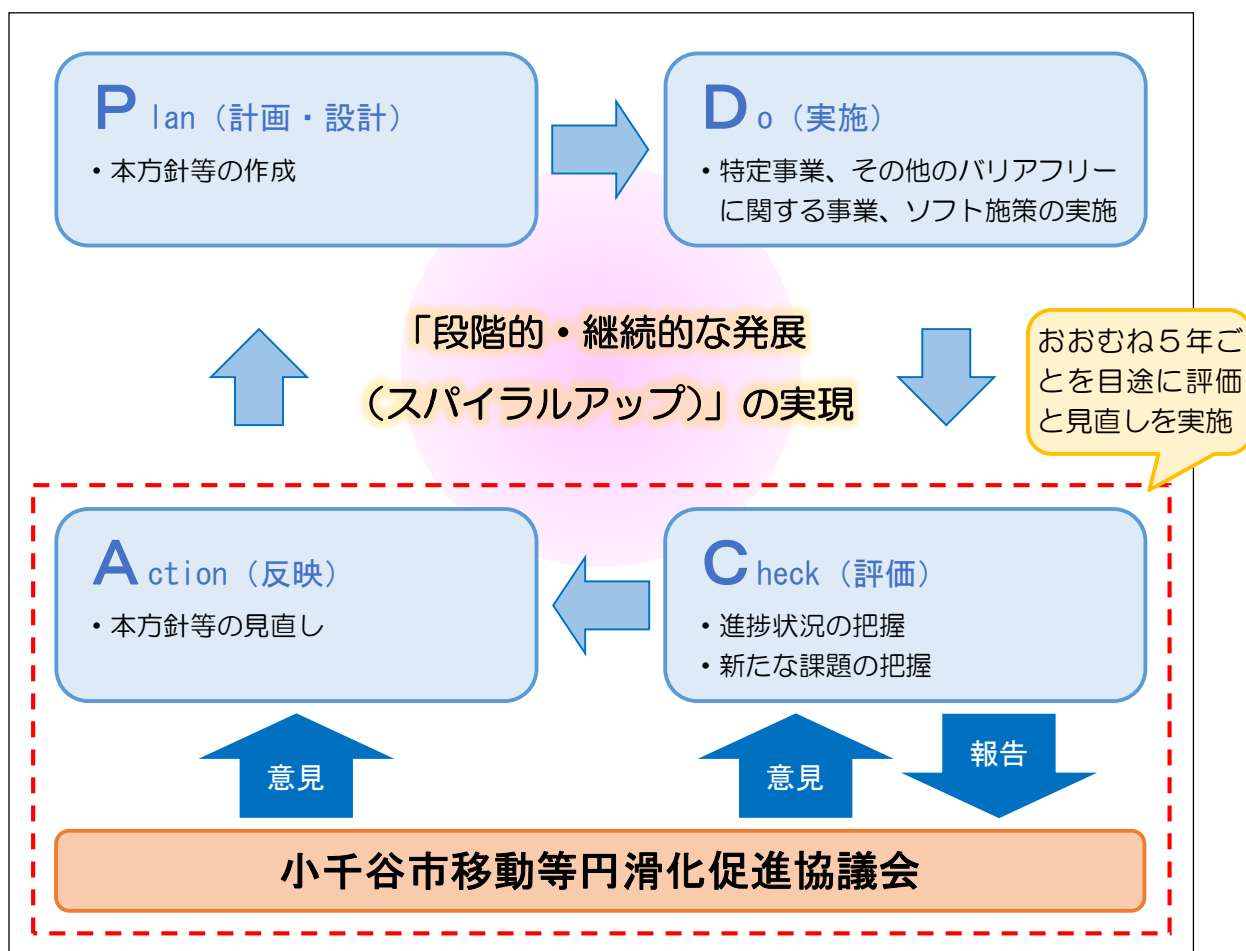 Plan（計画・設計）
・本方針等の作成
Do（実施）
・特定事業、その他のバリアフリー
に関する事業、ソフト施策の実施
「段階的・継続的な発展
（スパイラルアップ）」の実現
おおむね５年ご
とを目途に評価
と見直しを実施
Action（反映）
・本方針等の見直し
Check（評価）
・進捗状況の把握
・新たな課題の把握
意見
意見
報告
小千谷市移動等円滑化促進協議会